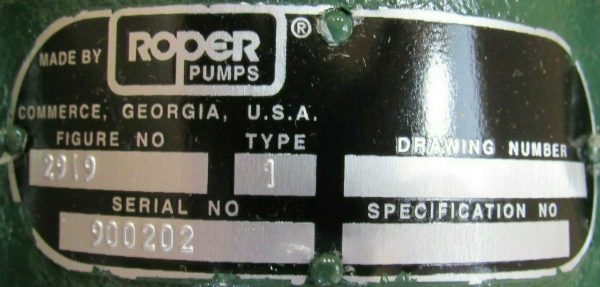 MADE BY ROPER PUMPS ®
COMMERCE, GEORGIA, U.S.A.
FIGURE NO TYPE DRAWING NUMBER
2919 1
SERIAL NO SPECIFICATION NO
900202